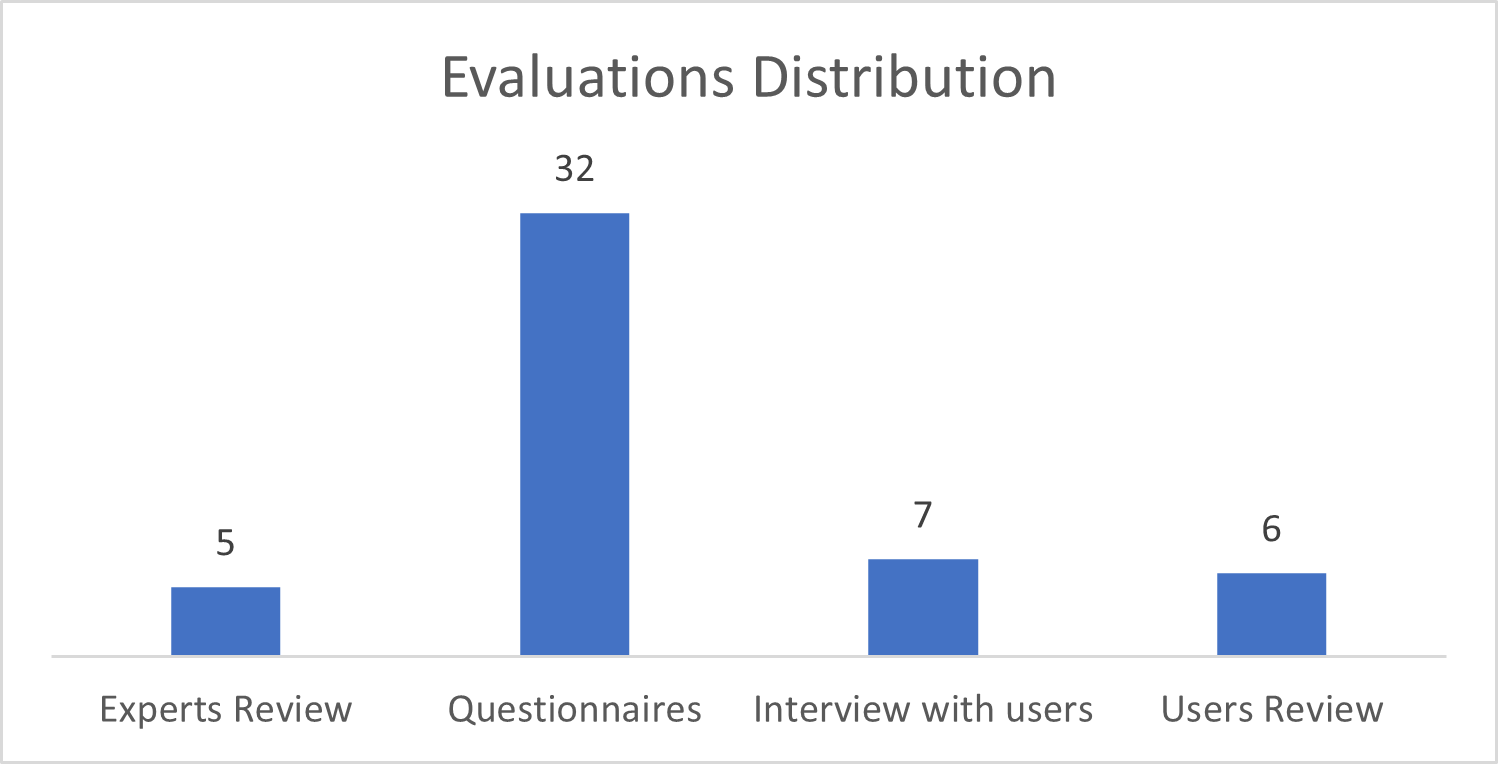 Evaluations Distribution
32
7
6
5
Experts Review
Questionnaires
Interview with users
Users Review